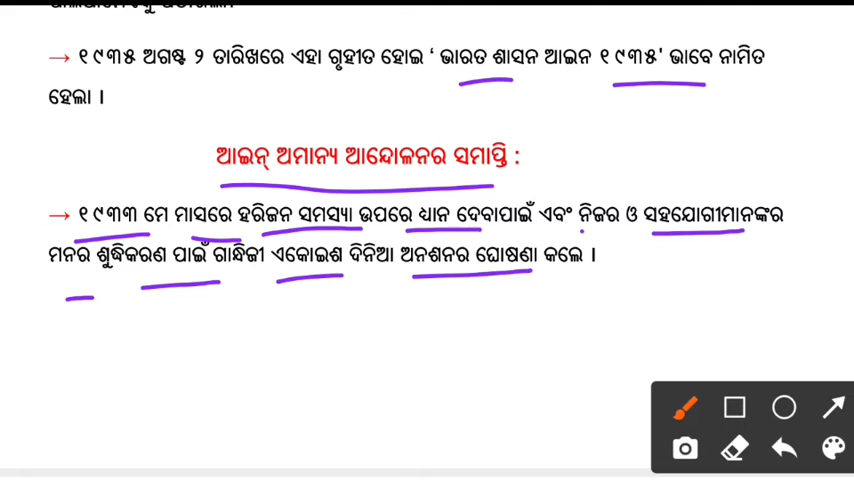 → ୧୯୩୫ ଅଗଷ୍ଟ ୨ ତାରିଖରେ ଏହା ଗୃହୀତ ହୋଇ ‘ ଭାରତ ଶାସନ ଆଇନ ୧୯୩୫' ଭାବେ ନାମିତ
ହେଲା ।
ଆଇନ୍ ଅମାନ୍ୟ ଆନ୍ଦୋଳନର ସମାପ୍ତି :
→ ୧୯୩୩ ମେ ମାସରେ ହରିଜନ ସମସ୍ୟା ଉପରେ ଧ୍ୟାନ ଦେବାପାଇଁ ଏବଂ ନିଜର ଓ ସହଯୋଗୀମାନଙ୍କର
ମନର ଶୁଦ୍ଧିକରଣ ପାଇଁ ଗାନ୍ଧିଜୀ ଏକୋଇଶ ଦିନିଆ ଅନଶନର ଘୋଷଣା କଲେ ।